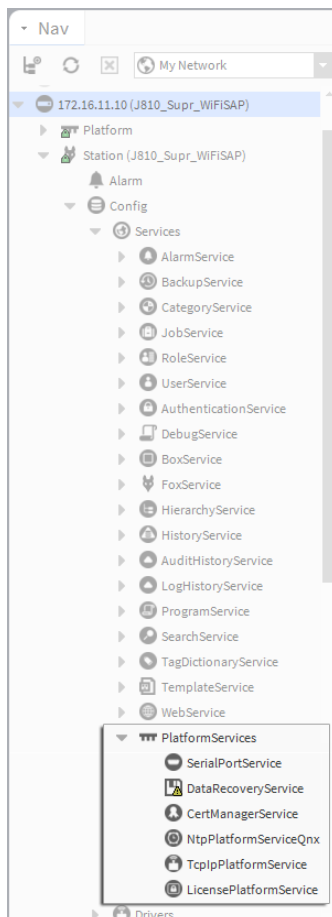 Nav
My Network
172.16.11.10 (J810_Supr_WiFiSAP)
Platform
Station (J810_Supr_WiFiSAP)
Alarm
Config
Services
AlarmService
BackupService
CategoryService
JobService
RoleService
UserService
AuthenticationService
DebugService
BoxService
FoxService
HierarchyService
HistoryService
AuditHistoryService
LogHistoryService
ProgramService
SearchService
TagDictionaryService
TemplateService
WebService
PlatformServices
SerialPortService
DataRecoveryService
CertManagerService
NtpPlatformServiceQnx
TcpIpPlatformService
LicensePlatformService
Drivers